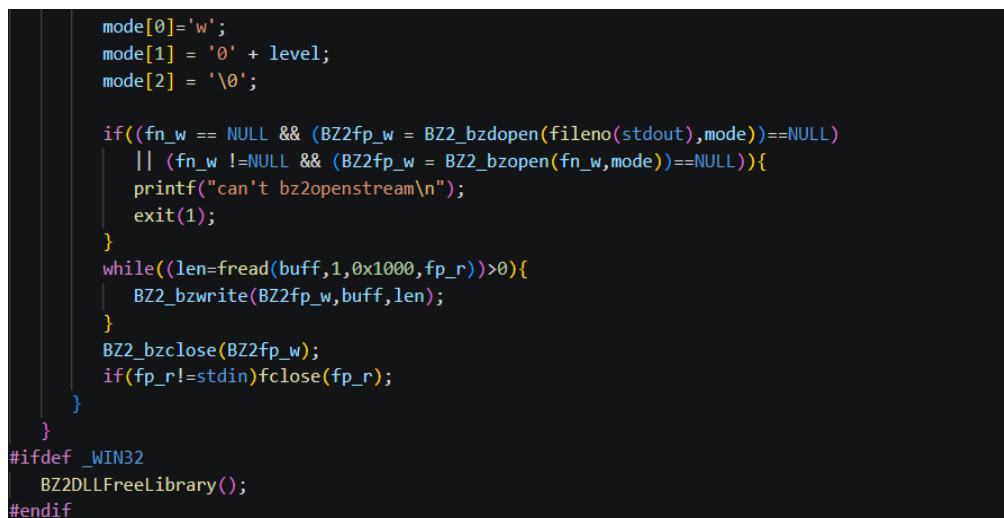 mode[0]='w';
mode[1] = '0' + level;
mode[2] = '\0';
if((fn_w == NULL && (BZ2fp_w = BZ2_bzdopen(fileno(stdout),mode))==NULL)
|| (fn_w !=NULL && (BZ2fp_w = BZ2_bzopen(fn_w,mode))==NULL)){
printf("can't bz2openstream\n");
exit(1);
}
while((len=fread(buff,1,0x1000,fp_r))>0){
BZ2_bzwrite(BZ2fp_w,buff,len);
}
BZ2_bzclose(BZ2fp_w);
if(fp_r!=stdin)fclose(fp_r);
}
}
#ifdef _WIN32
BZ2DLLFreeLibrary();
#endif